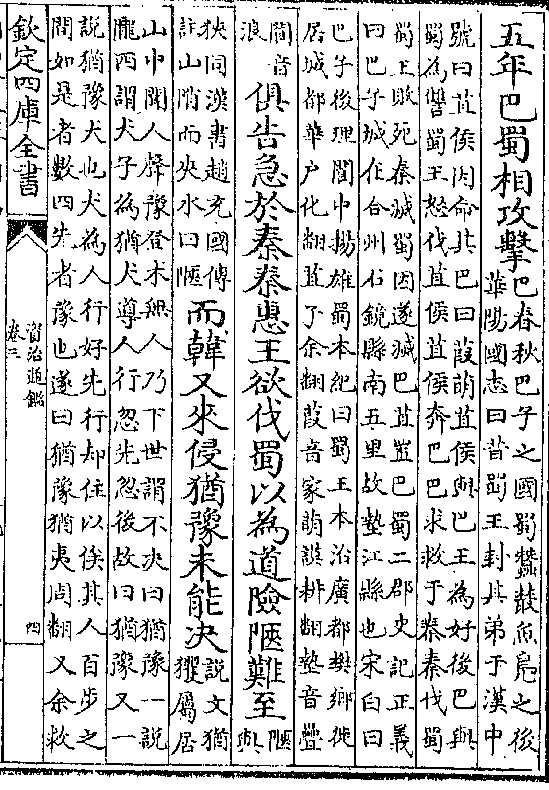 五年巴蜀相攻擊
巴春秋巴子之國蜀蠶叢魚鳧之後
華陽國志曰昔蜀王封其弟于漢中
號曰苴侯因命其巴曰葭萌苴侯與巴王為好後巴與
蜀為讐蜀王怒伐苴侯苴侯奔巴巴求救于秦秦伐蜀
蜀王敗死秦滅蜀因遂滅巴苴置巴蜀二郡史記正義
曰巴子城在合州石鏡縣南五里故墊江縣也宋白曰
巴子後理閬中揚雄蜀本紀曰蜀王本治廣都樊鄉徙
居城都華户化翻苴子余翻葭音家萌謨耕翻墊音疊
閬音
浪
俱告急於秦秦惠王欲伐蜀以為道險陿難至
陿
與
狹同漢書趙充國傳
註山陗而夾水曰陿
而韓又來侵猶豫未能决
説文猶
玃屬居
山中聞人聲豫登木無人乃下世謂不决曰猶豫一説
隴西謂犬子為猶犬導人行忽先忽後故曰猶豫又一
説猶豫犬也犬為人行好先行却住以俟其人百步之
間如是者數四先者豫也遂曰猶豫猶夷周翻又余救
欽定四庫全書
資治通鑑
卷三
四